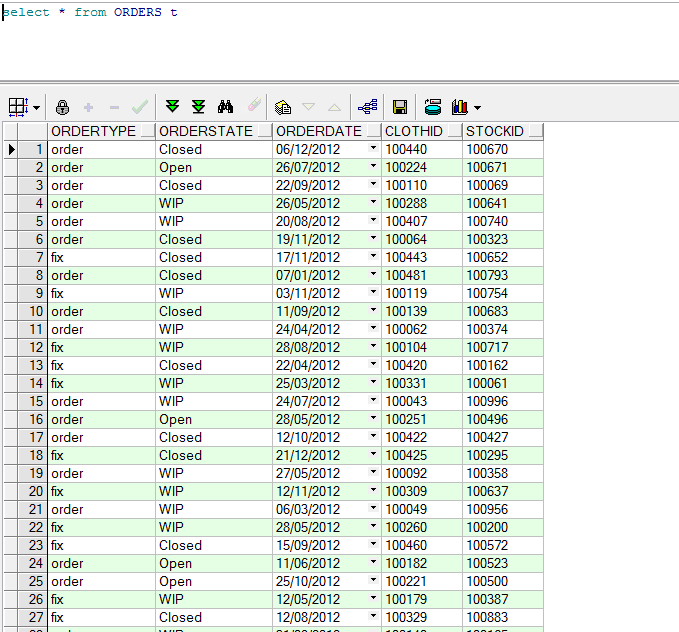 select * from ORDERS t
ORDERTYPE ORDERSTATE ORDERDATE CLOTHID STOCKID
1 order Closed 06/12/2012 100440 100670
2 order Open 26/07/2012 100224 100671
3 order Closed 22/09/2012 100110 100069
4 order WIP 26/05/2012 100288 100641
5 order WIP 20/08/2012 100407 100740
6 order Closed 19/11/2012 100064 100323
7 fix Closed 17/11/2012 100443 100652
8 order Closed 07/01/2012 100481 100793
9 fix WIP 03/11/2012 100119 100754
10 order Closed 11/09/2012 100139 100683
11 order WIP 24/04/2012 100062 100374
12 fix WIP 28/08/2012 100104 100717
13 fix Closed 22/04/2012 100420 100162
14 fix WIP 25/03/2012 100331 100061
15 order WIP 24/07/2012 100043 100996
16 order Open 28/05/2012 100251 100496
17 order Closed 12/10/2012 100422 100427
18 fix Closed 21/12/2012 100425 100295
19 order WIP 27/05/2012 100092 100358
20 fix WIP 12/11/2012 100309 100637
21 order WIP 06/03/2012 100049 100956
22 fix WIP 28/05/2012 100260 100200
23 fix Closed 15/09/2012 100460 100572
24 order Open 11/06/2012 100182 100523
25 order Open 25/10/2012 100221 100500
26 fix WIP 12/05/2012 100179 100387
27 fix Closed 12/08/2012 100329 100883